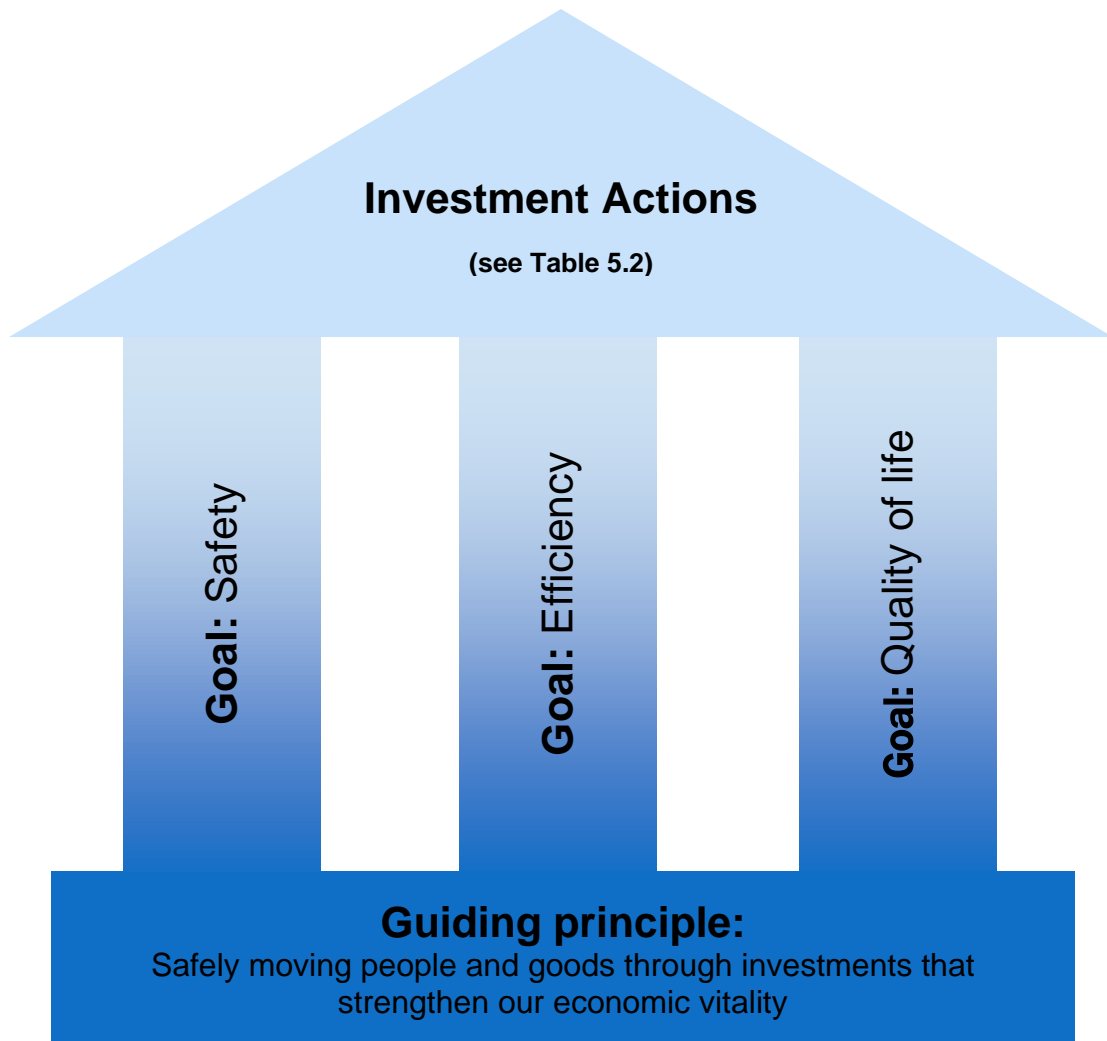 Investment Actions
(see Table 5.2)
Goal: Safety
Goal: Efficiency
Goal: Quality of life
Guiding principle:
Safely moving people and goods through investments that
strengthen our economic vitality